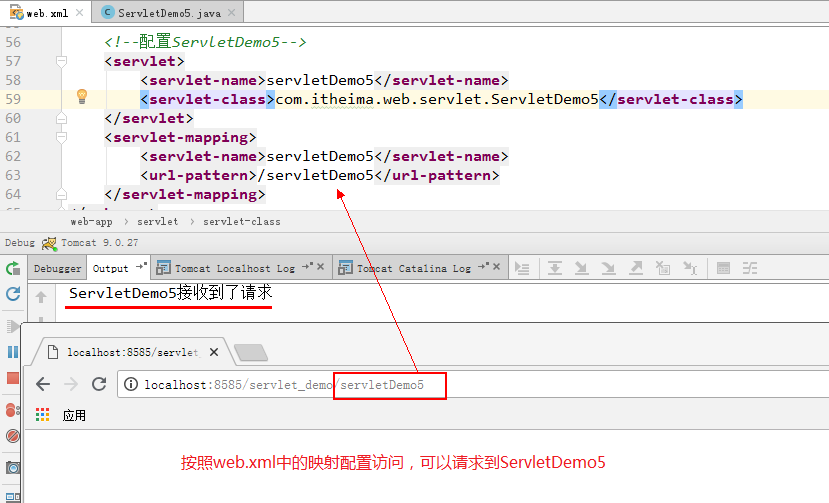 web.xml
ServletDemo5.java
56 <!--配置ServletDemo5-->
57 <servlet>
58 <servlet-name>servletDemo5</servlet-name>
59 <servlet-class>com.itheima.web.servlet.ServletDemo5</servlet-class>
60 </servlet>
61 <servlet-mapping>
62 <servlet-name>servletDemo5</servlet-name>
63 <url-pattern>/servletDemo5</url-pattern>
64 </servlet-mapping>
web-app › servlet › servlet-class
Debug Tomcat 9.0.27
Debugger Output Tomcat Localhost Log Tomcat Catalina Log
ServletDemo5接收到了请求
localhost:8585/servlet_
localhost:8585/servlet_demo/servletDemo5
应用
按照web.xml中的映射配置访问，可以请求到ServletDemo5